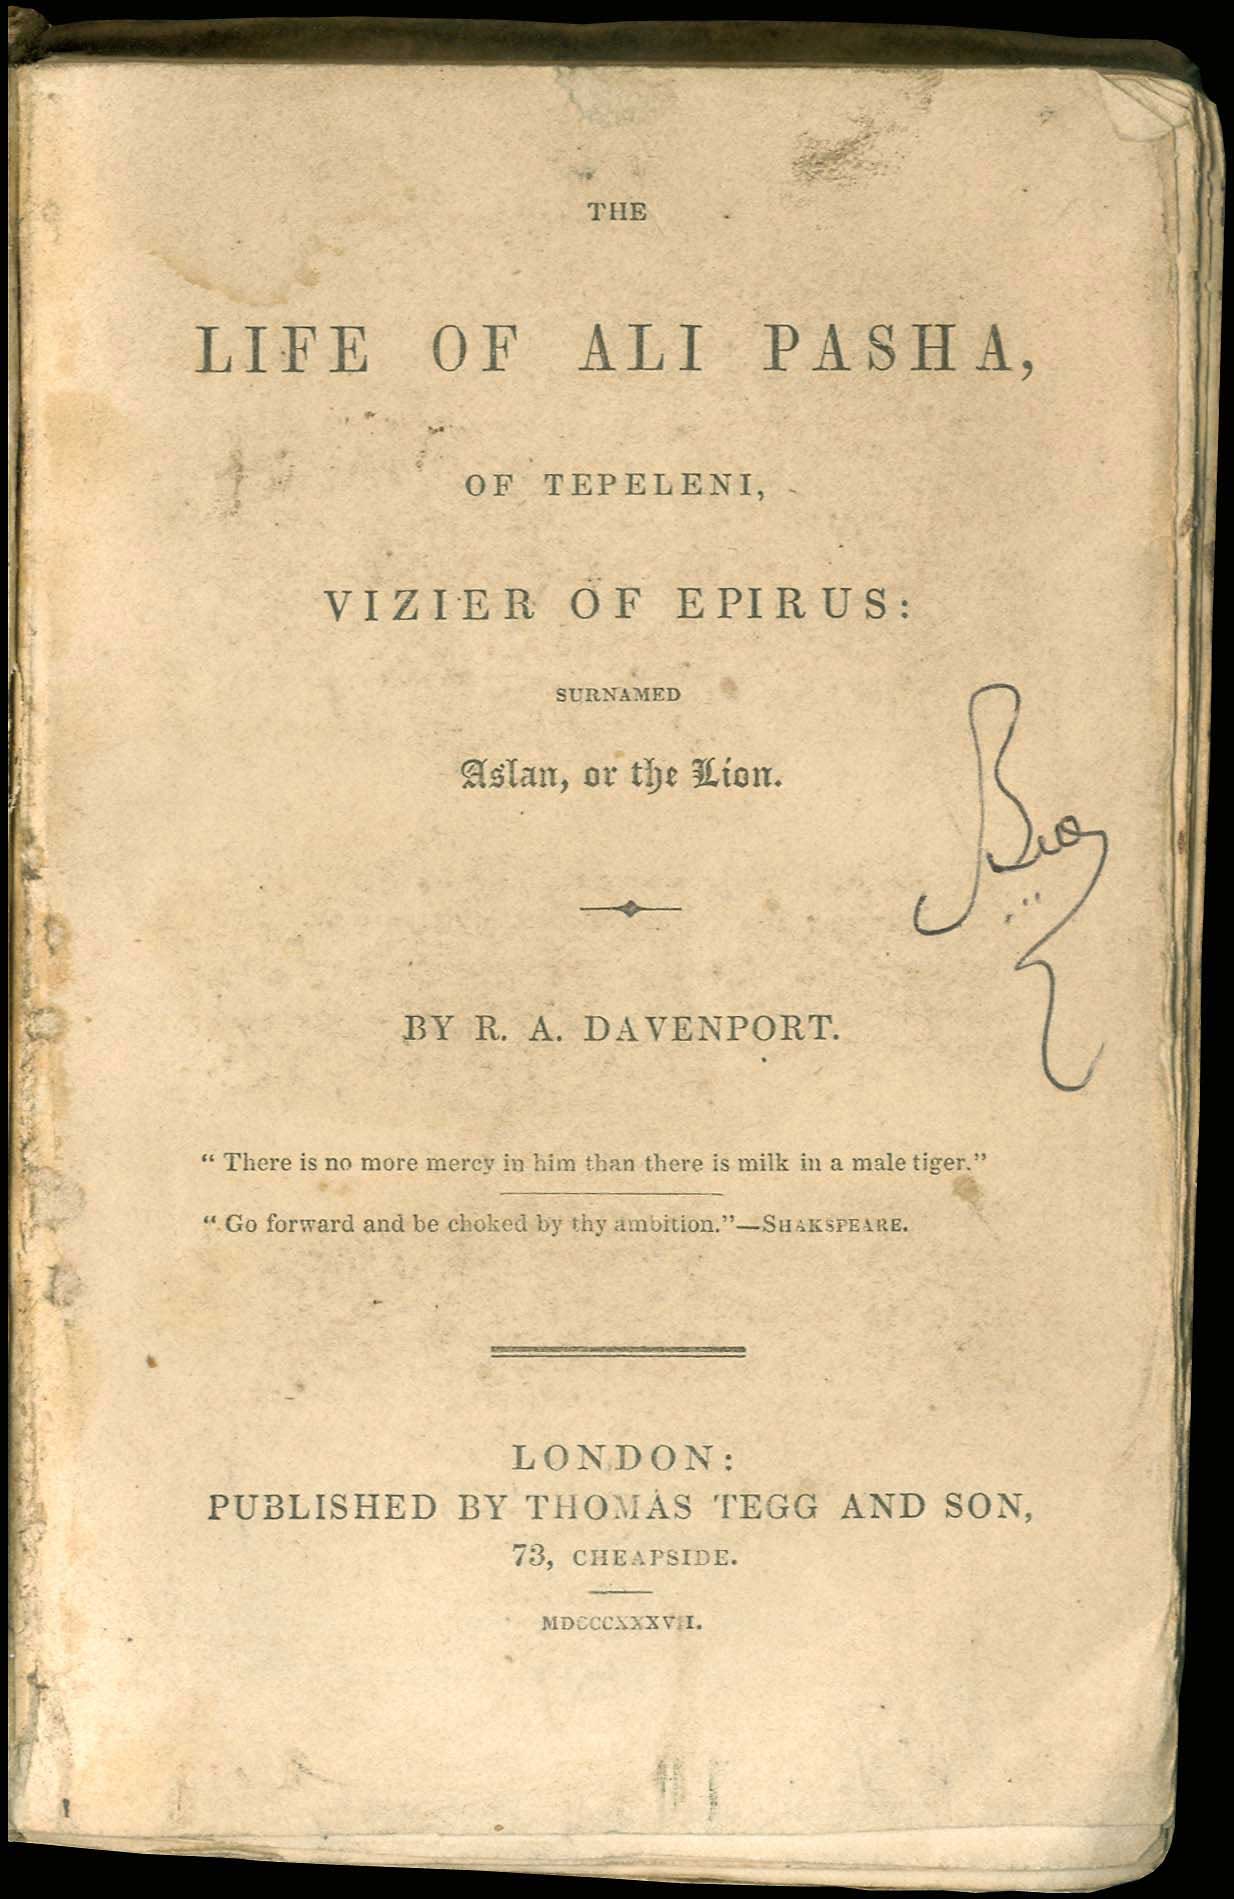 THE
LIFE OF ALI PASHA,
OF TEPELENI,
VIZIER OF EPIRUS:
SURNAMED
Aslan, or the Lion.
BY R. A. DAVENPORT.
“ There is no more mercy in him than there is milk in a male tiger.”
“ Go forward and be choked by thy ambition.”—SHAKSPEARE.
LONDON:
PUBLISHED BY THOMAS TEGG AND SON,
73, CHEAPSIDE.
MDCCCXXXVII.